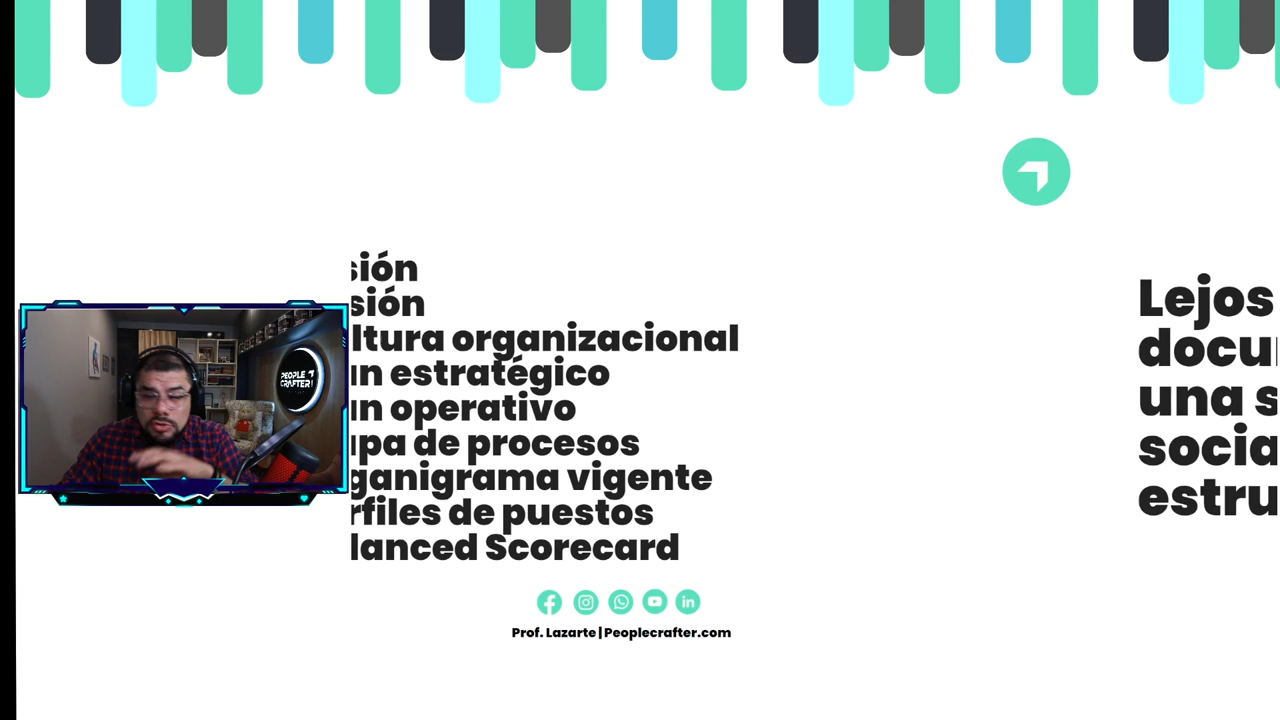 sión
sión
ltura organizacional
an estratégico
an operativo
apa de procesos
ganigrama vigente
rfiles de puestos
lanced Scorecard
Prof. Lazarte | Peoplecrafter.com
Lejos
docu
una s
socia
estru
PEOPLE
CRAFTER!